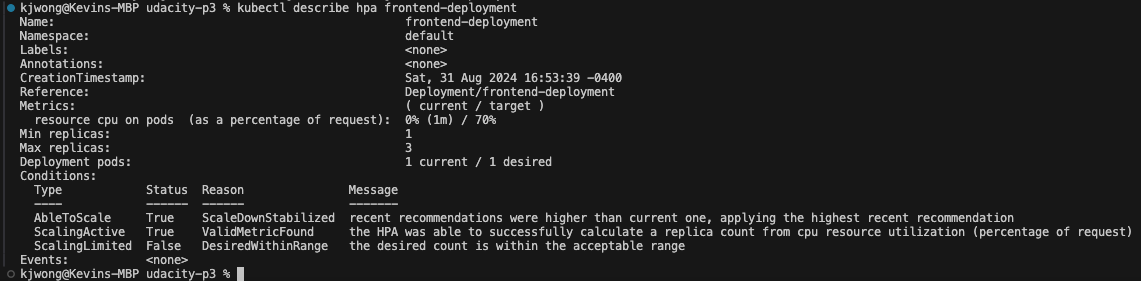 kjwong@Kevins-MBP udacity-p3 % kubectl describe hpa frontend-deployment
Name: frontend-deployment
Namespace: default
Labels: <none>
Annotations: <none>
CreationTimestamp: Sat, 31 Aug 2024 16:53:39 -0400
Reference: Deployment/frontend-deployment
Metrics: ( current / target )
  resource cpu on pods  (as a percentage of request): 0% (1m) / 70%
Min replicas: 1
Max replicas: 3
Deployment pods: 1 current / 1 desired
Conditions:
  Type            Status  Reason               Message
  ----            ------  ------               -------
  AbleToScale     True    ScaleDownStabilized  recent recommendations were higher than current one, applying the highest recent recommendation
  ScalingActive   True    ValidMetricFound     the HPA was able to successfully calculate a replica count from cpu resource utilization (percentage of request)
  ScalingLimited  False   DesiredWithinRange   the desired count is within the acceptable range
Events: <none>
kjwong@Kevins-MBP udacity-p3 %